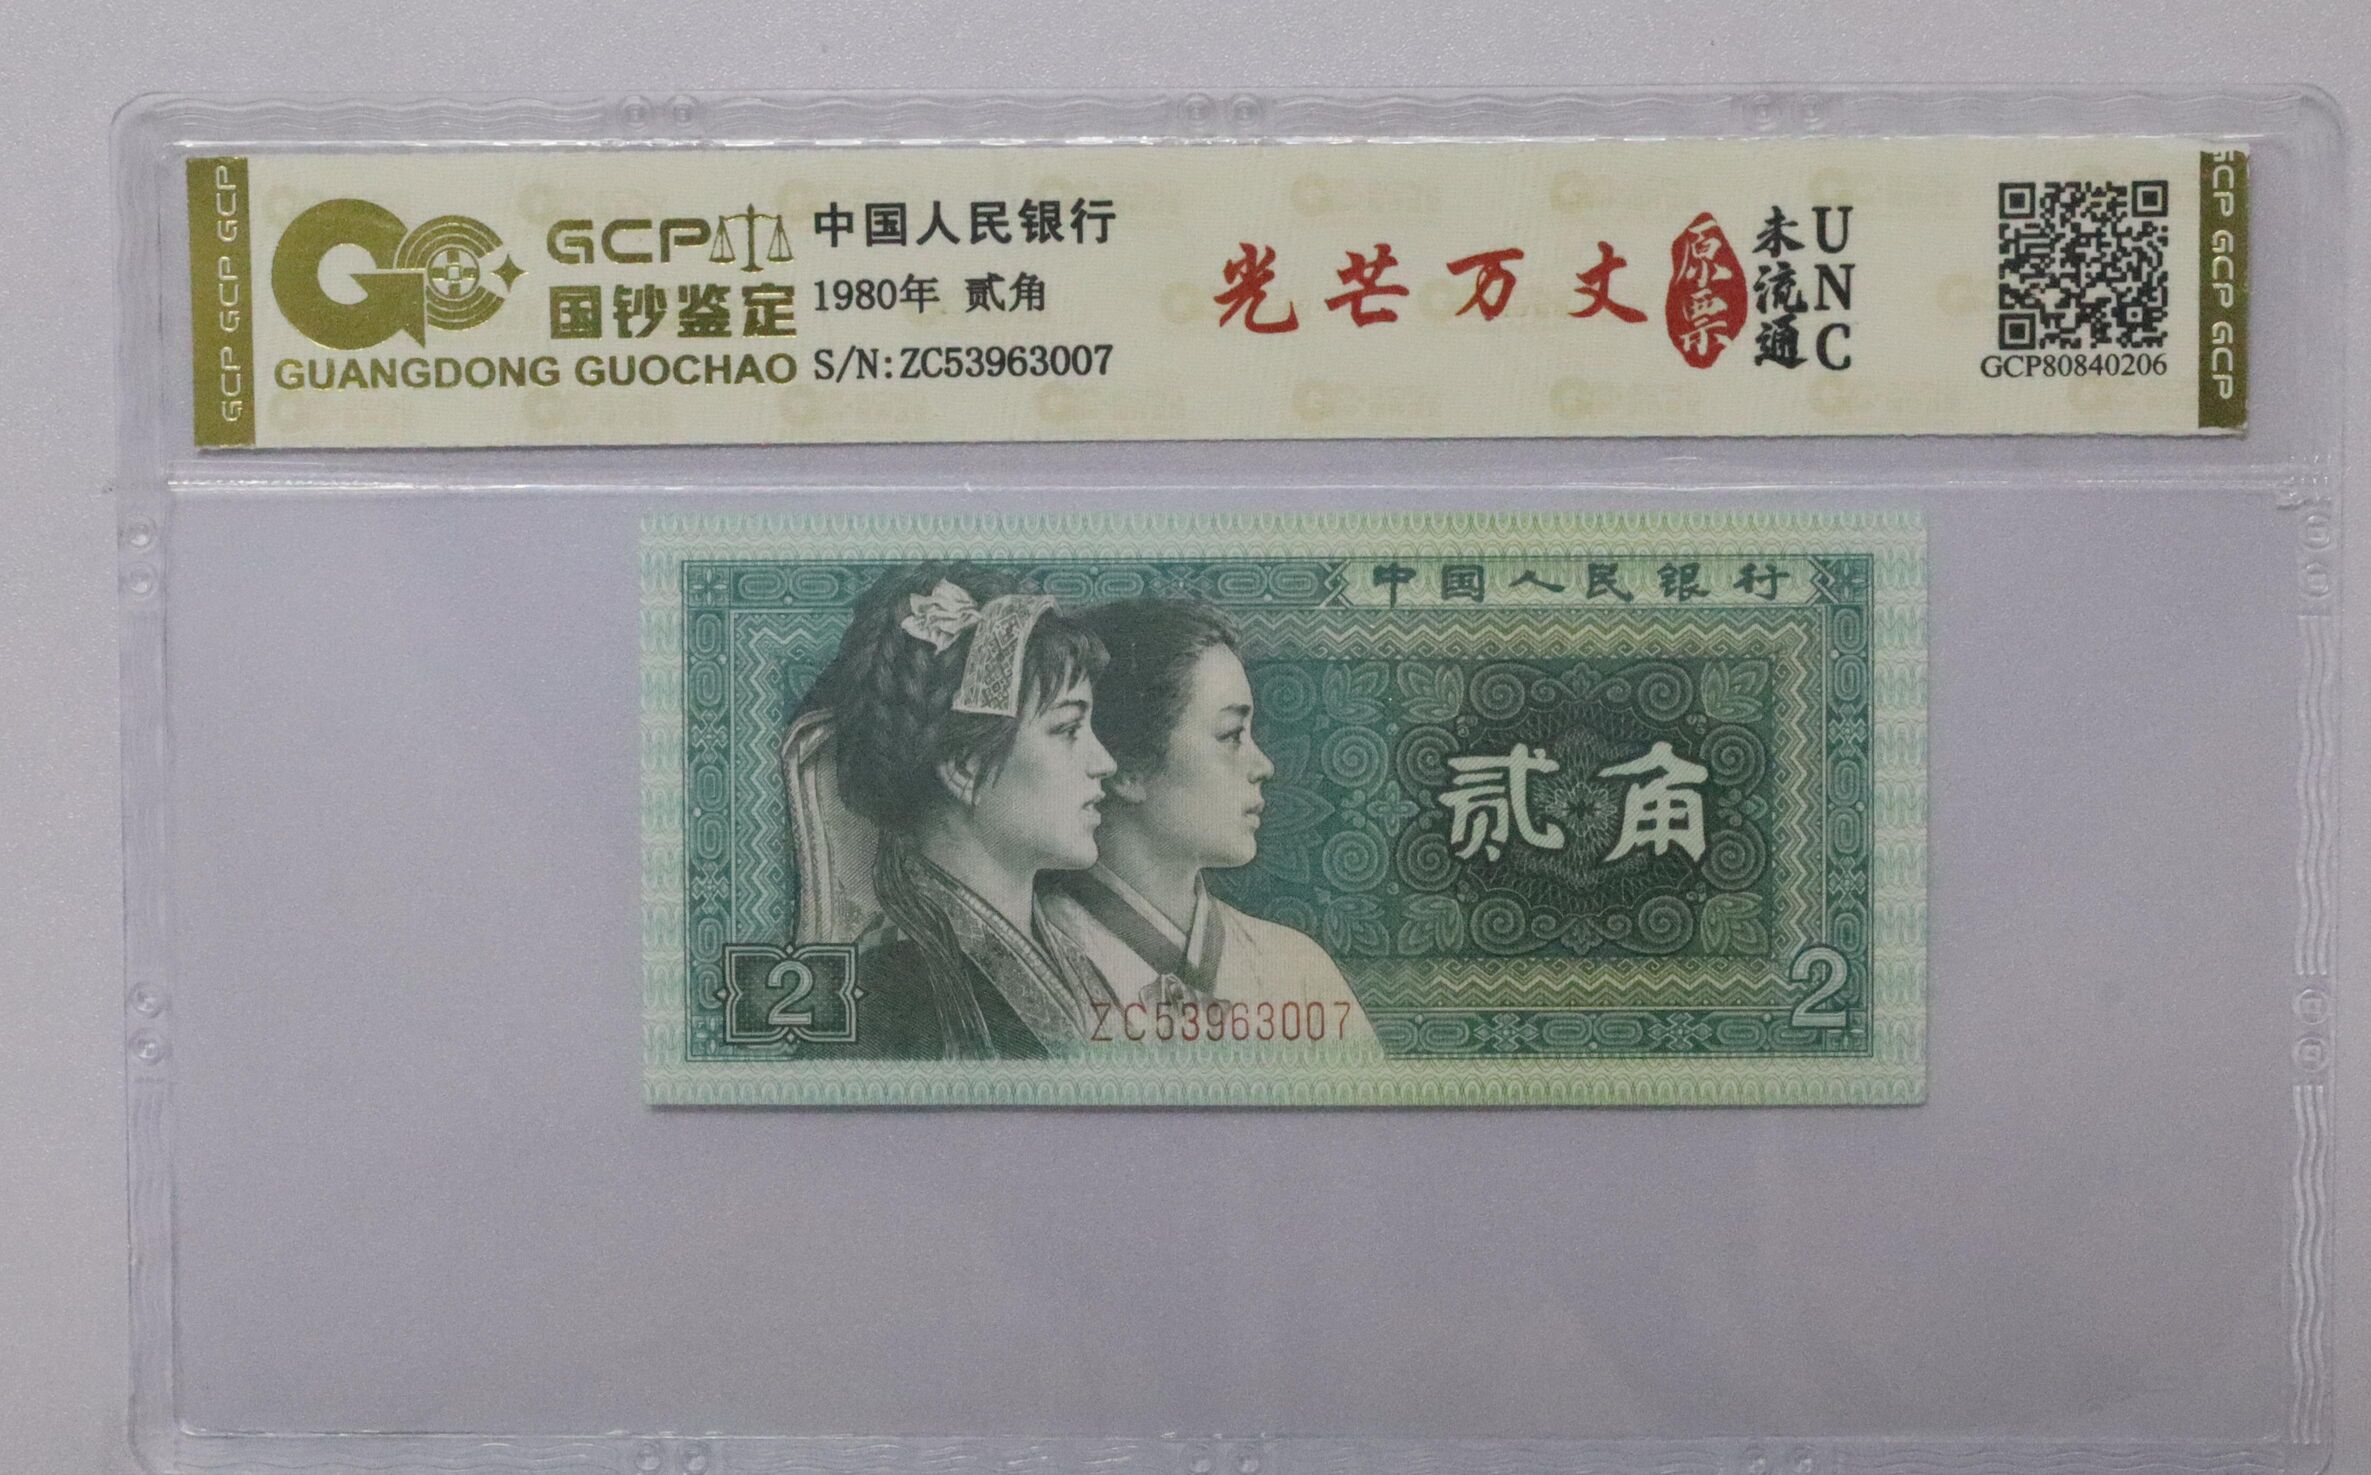 GCP GCP GCP
GCP
国钞鉴定
GUANGDONG GUOCHAO
中国人民银行
1980年 贰角
S/N:ZC53963007
光芒万丈
原票
未流通
UNC
GCP80840206
GCP GCP GCP
中国人民银行
贰角
2
2
ZC53963007